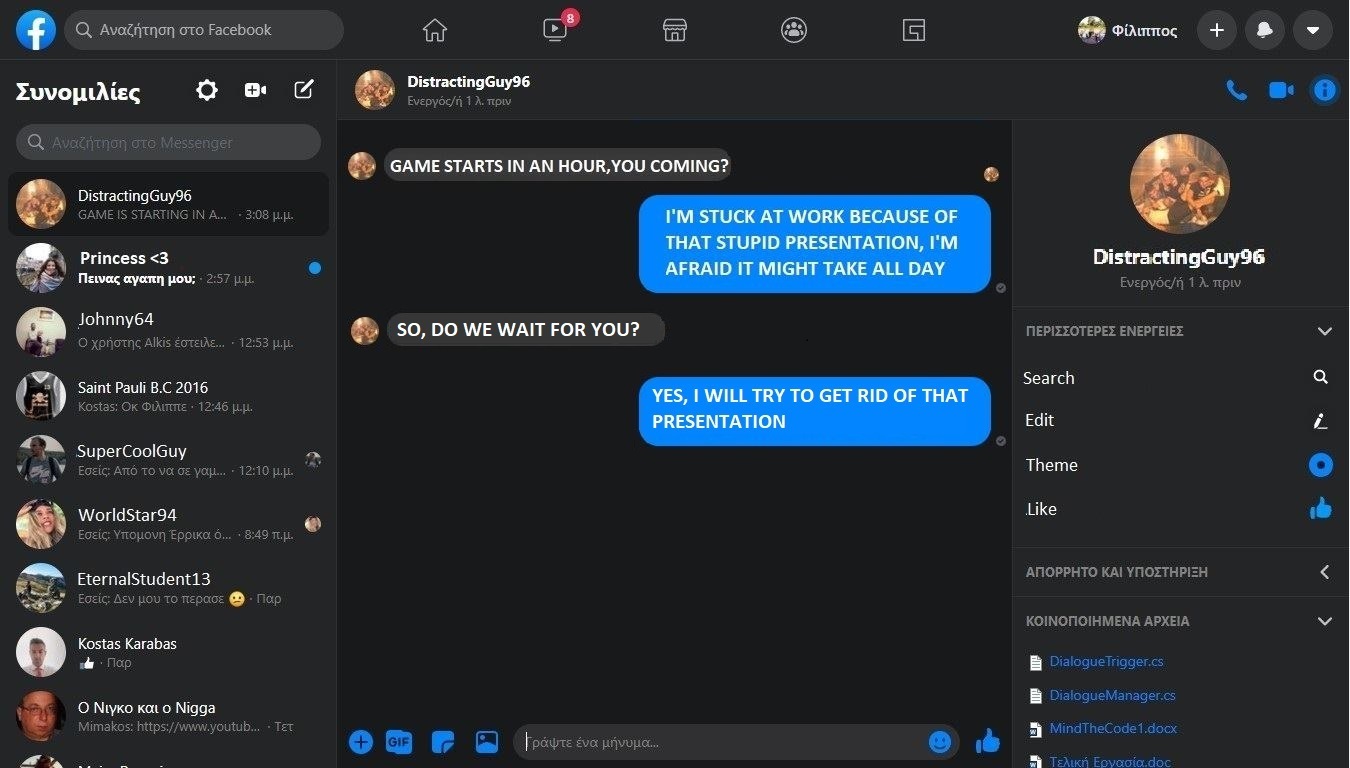 Αναζήτηση στο Facebook
8
Φίλιππος
Συνομιλίες
Αναζήτηση στο Messenger
DistractingGuy96
GAME IS STARTING IN A... · 3:08 μ.μ.
Princess <3
Πεινας αγαπη μου; · 2:57 μ.μ.
Johnny64
Ο χρήστης Alkis έστειλε... · 12:53 μ.μ.
Saint Pauli B.C 2016
Kostas: Οκ Φιλιππε · 12:46 μ.μ.
SuperCoolGuy
Εσείς: Από το να σε γαμ... · 12:10 μ.μ.
WorldStar94
Εσείς: Υπομονη Έρρικα ό... · 8:49 π.μ.
EternalStudent13
Εσείς: Δεν μου το περασε 😕 · Παρ
Kostas Karabas
👍 · Παρ
Ο Νιγκο και ο Nigga
Mimakos: https://www.youtub... · Τετ
DistractingGuy96
Ενεργός/ή 1 λ. πριν
GAME STARTS IN AN HOUR,YOU COMING?
I'M STUCK AT WORK BECAUSE OF
THAT STUPID PRESENTATION, I'M
AFRAID IT MIGHT TAKE ALL DAY
SO, DO WE WAIT FOR YOU?
YES, I WILL TRY TO GET RID OF THAT
PRESENTATION
GIF
Γράψτε ένα μήνυμα...
DistractingGuy96
Ενεργός/ή 1 λ. πριν
ΠΕΡΙΣΣΟΤΕΡΕΣ ΕΝΕΡΓΕΙΕΣ
Search
Edit
Theme
Like
ΑΠΟΡΡΗΤΟ ΚΑΙ ΥΠΟΣΤΗΡΙΞΗ
ΚΟΙΝΟΠΟΙΗΜΕΝΑ ΑΡΧΕΙΑ
DialogueTrigger.cs
DialogueManager.cs
MindTheCode1.docx
Τελική Εργασία.doc